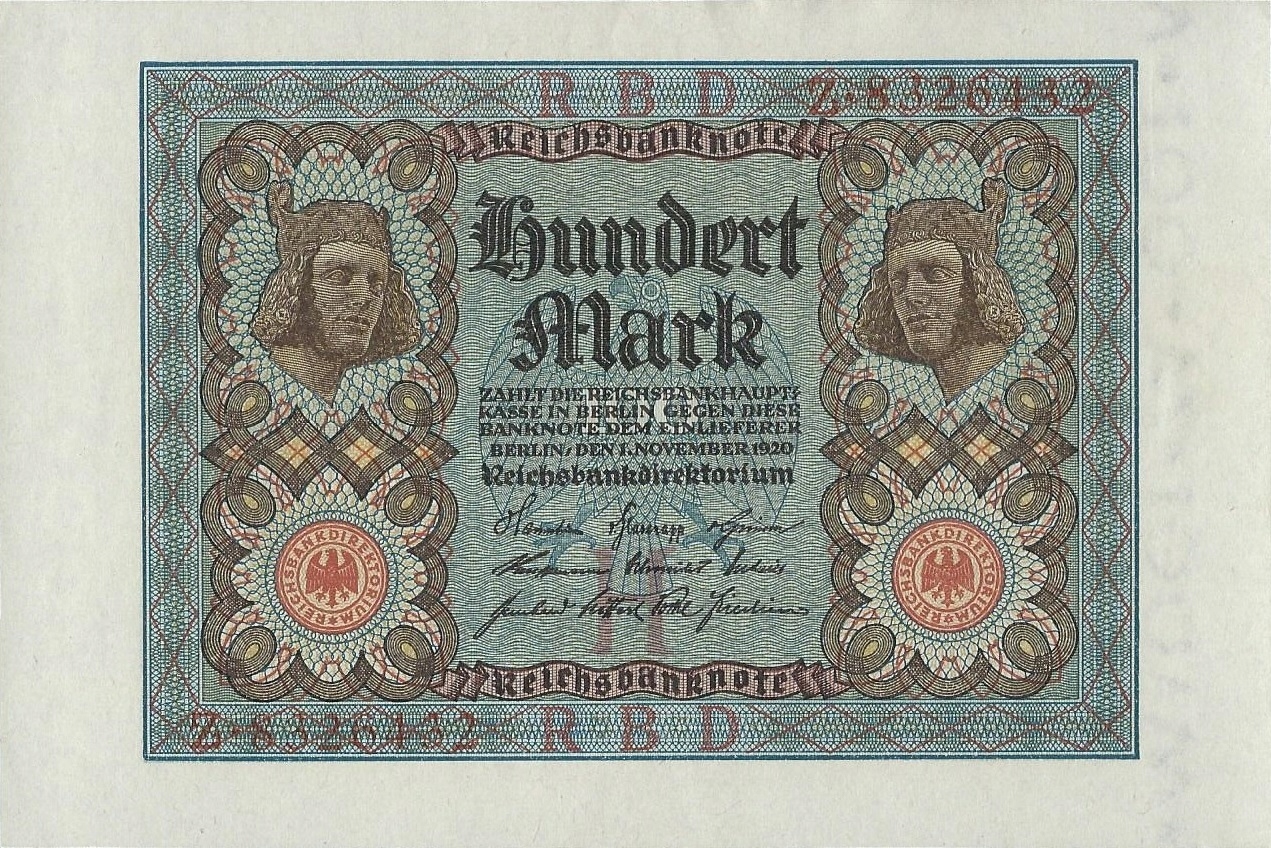 R B D Z·8326432
Reichsbanknote
Hundert
Mark
ZAHLT DIE REICHSBANKHAUPT⸗
KASSE IN BERLIN GEGEN DIESE
BANKNOTE DEM EINLIEFERER
BERLIN, DEN 1. NOVEMBER 1920
Reichsbankdirektorium
REICHSBANKDIREKTORIUM
REICHSBANKDIREKTORIUM
Reichsbanknote
Z·8326432 R B D